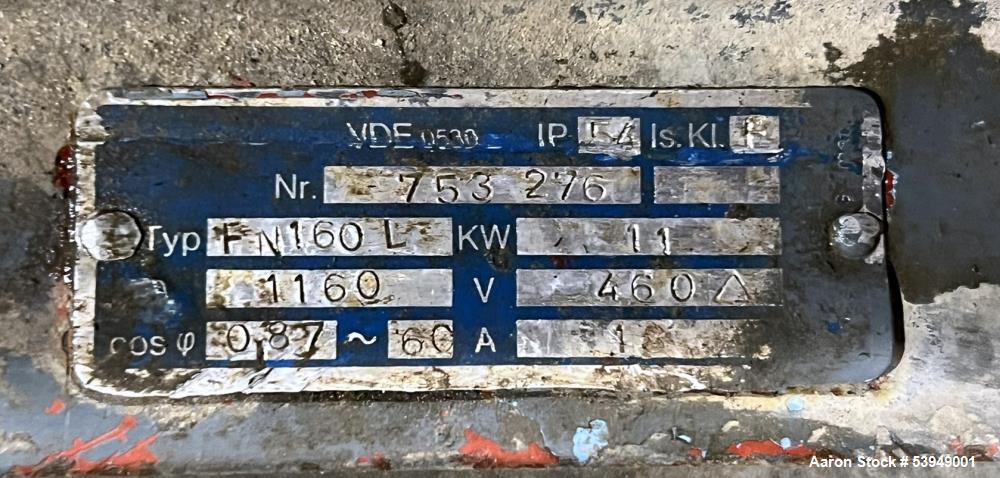 VDE 0530 IP 54 Is. Kl. F
Nr. 753 276
Typ FN160 L KW 11
1160 V 460 △
cos φ 0,87 ~ 60 A
Aaron Stock # 53949001